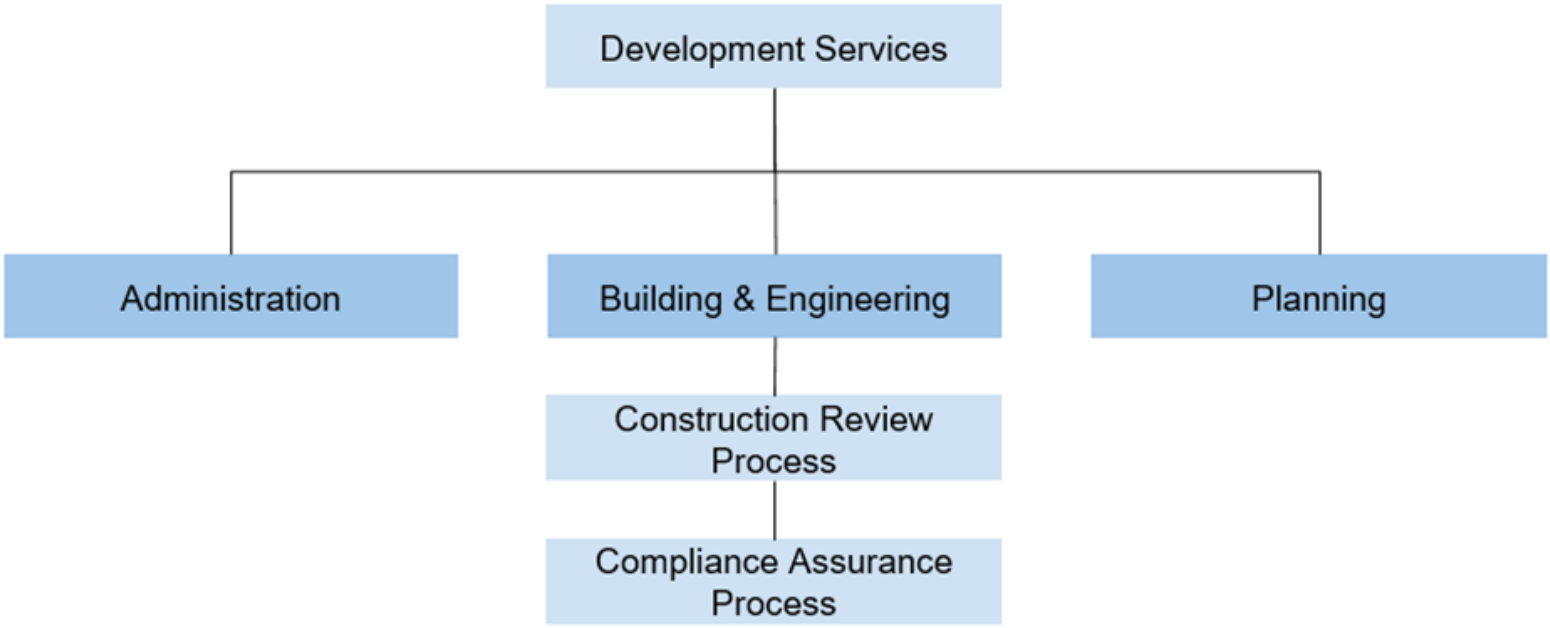 Development Services
Administration
Building & Engineering
Planning
Construction Review
Process
Compliance Assurance
Process